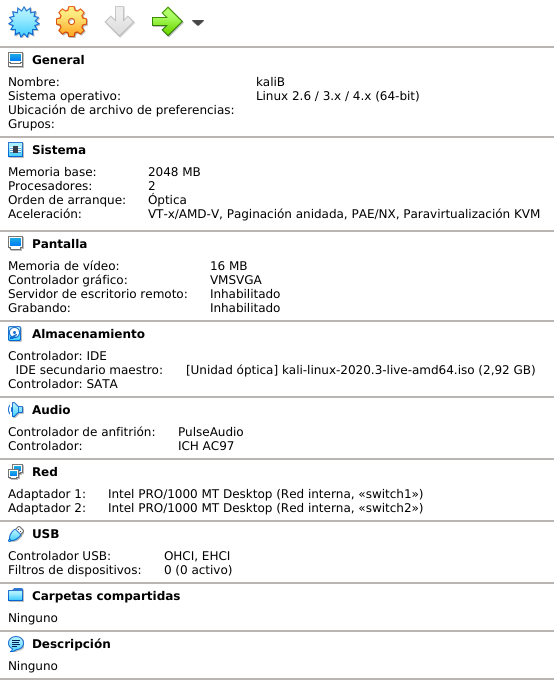 General
Nombre: kaliB
Sistema operativo: Linux 2.6 / 3.x / 4.x (64-bit)
Ubicación de archivo de preferencias:
Grupos:
Sistema
Memoria base: 2048 MB
Procesadores: 2
Orden de arranque: Óptica
Aceleración: VT-x/AMD-V, Paginación anidada, PAE/NX, Paravirtualización KVM
Pantalla
Memoria de vídeo: 16 MB
Controlador gráfico: VMSVGA
Servidor de escritorio remoto: Inhabilitado
Grabando: Inhabilitado
Almacenamiento
Controlador: IDE
IDE secundario maestro: [Unidad óptica] kali-linux-2020.3-live-amd64.iso (2,92 GB)
Controlador: SATA
Audio
Controlador de anfitrión: PulseAudio
Controlador: ICH AC97
Red
Adaptador 1: Intel PRO/1000 MT Desktop (Red interna, «switch1»)
Adaptador 2: Intel PRO/1000 MT Desktop (Red interna, «switch2»)
USB
Controlador USB: OHCI, EHCI
Filtros de dispositivos: 0 (0 activo)
Carpetas compartidas
Ninguno
Descripción
Ninguno